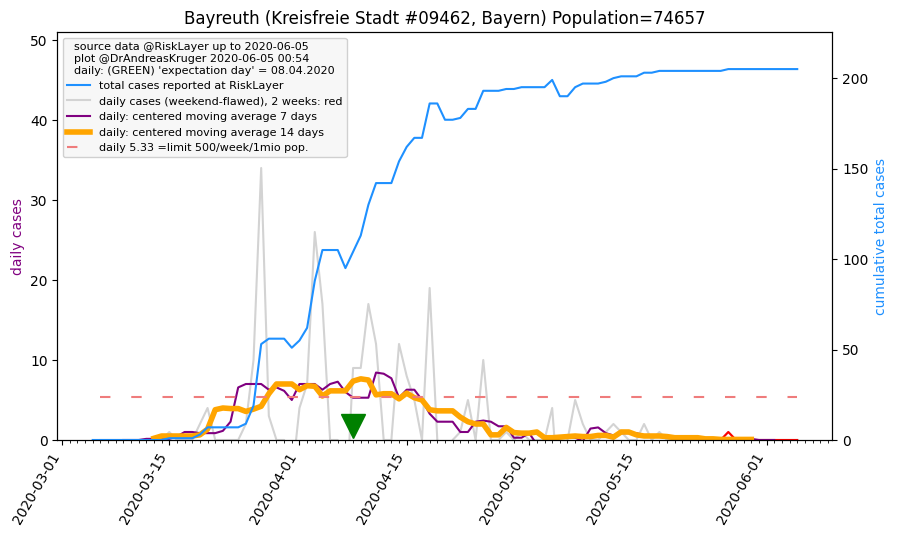 Bayreuth (Kreisfreie Stadt #09462, Bayern) Population=74657
source data @RiskLayer up to 2020-06-05
plot @DrAndreasKruger 2020-06-05 00:54
daily: (GREEN) 'expectation day' = 08.04.2020
total cases reported at RiskLayer
daily cases (weekend-flawed), 2 weeks: red
daily: centered moving average 7 days
daily: centered moving average 14 days
daily 5.33 =limit 500/week/1mio pop.
daily cases
50
40
30
20
10
0
cumulative total cases
200
150
100
50
0
2020-03-01
2020-03-15
2020-04-01
2020-04-15
2020-05-01
2020-05-15
2020-06-01